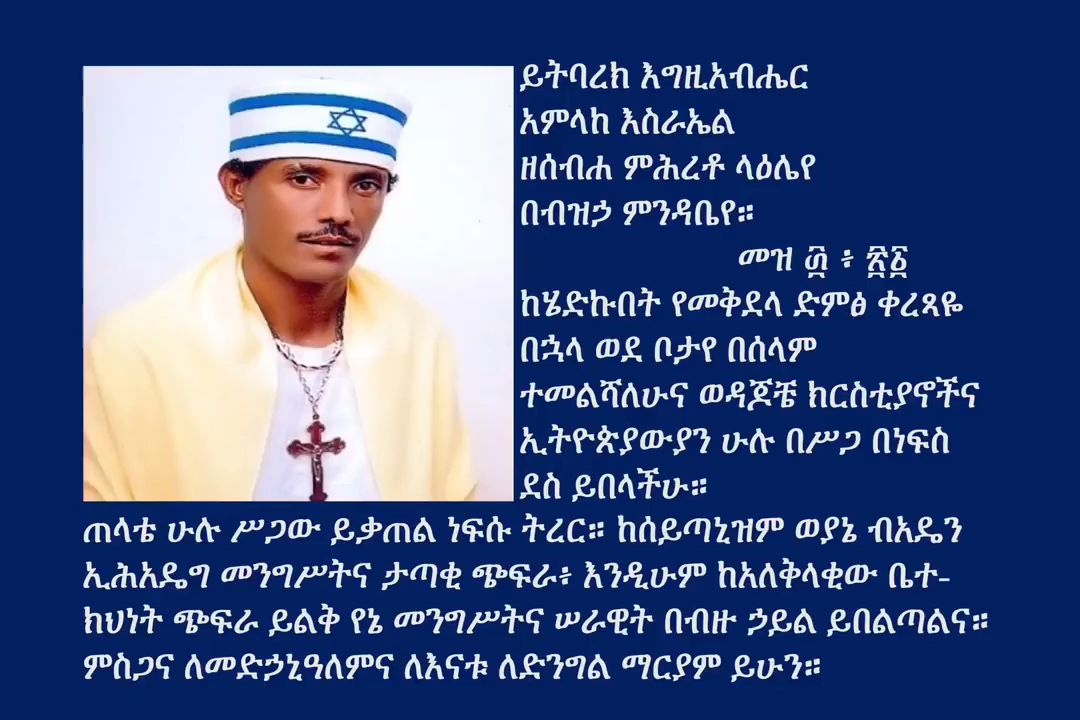 ይትባረክ እግዚአብሔር
አምላከ እስራኤል
ዘሰብሐ ምሕረቶ ላዕሌየ
በብዝኃ ምንዳቤየ።
መዝ ፴ ፥ ፳፩
ከሄድኩበት የመቅደላ ድምፅ ቀረጻዬ
በኋላ ወደ ቦታየ በሰላም
ተመልሻለሁና ወዳጆቼ ክርስቲያኖችና
ኢትዮጵያውያን ሁሉ በሥጋ በነፍስ
ደስ ይበላችሁ።
ጠላቴ ሁሉ ሥጋው ይቃጠል ነፍሱ ትረር። ከሰይጣኒዝም ወያኔ ብአዴን
ኢሕአዴግ መንግሥትና ታጣቂ ጭፍራ፥ እንዲሁም ከአለቅላቂው ቤተ-
ክህነት ጭፍራ ይልቅ የኔ መንግሥትና ሠራዊት በብዙ ኃይል ይበልጣልና።
ምስጋና ለመድኃኒዓለምና ለእናቱ ለድንግል ማርያም ይሁን።